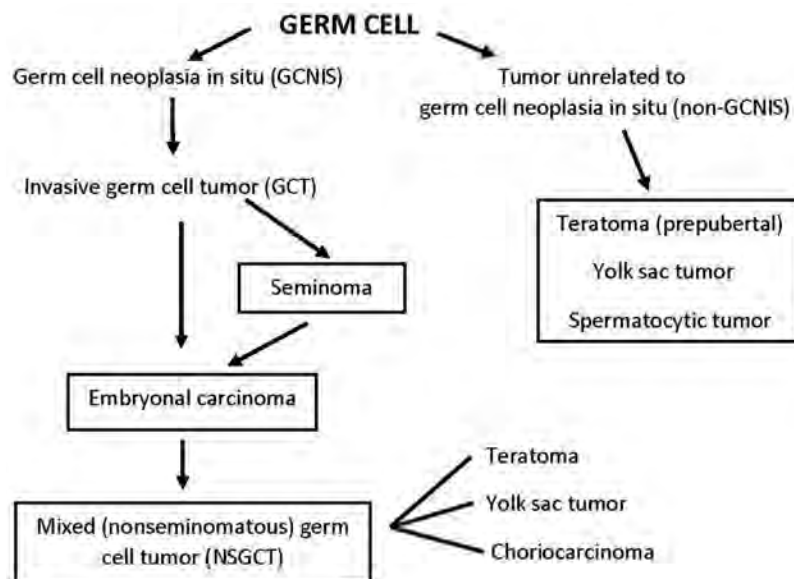 GERM CELL
Germ cell neoplasia in situ (GCNIS)
Tumor unrelated to
germ cell neoplasia in situ (non-GCNIS)
Invasive germ cell tumor (GCT)
Teratoma (prepubertal)
Yolk sac tumor
Spermatocytic tumor
Seminoma
Embryonal carcinoma
Mixed (nonseminomatous) germ
cell tumor (NSGCT)
Teratoma
Yolk sac tumor
Choriocarcinoma